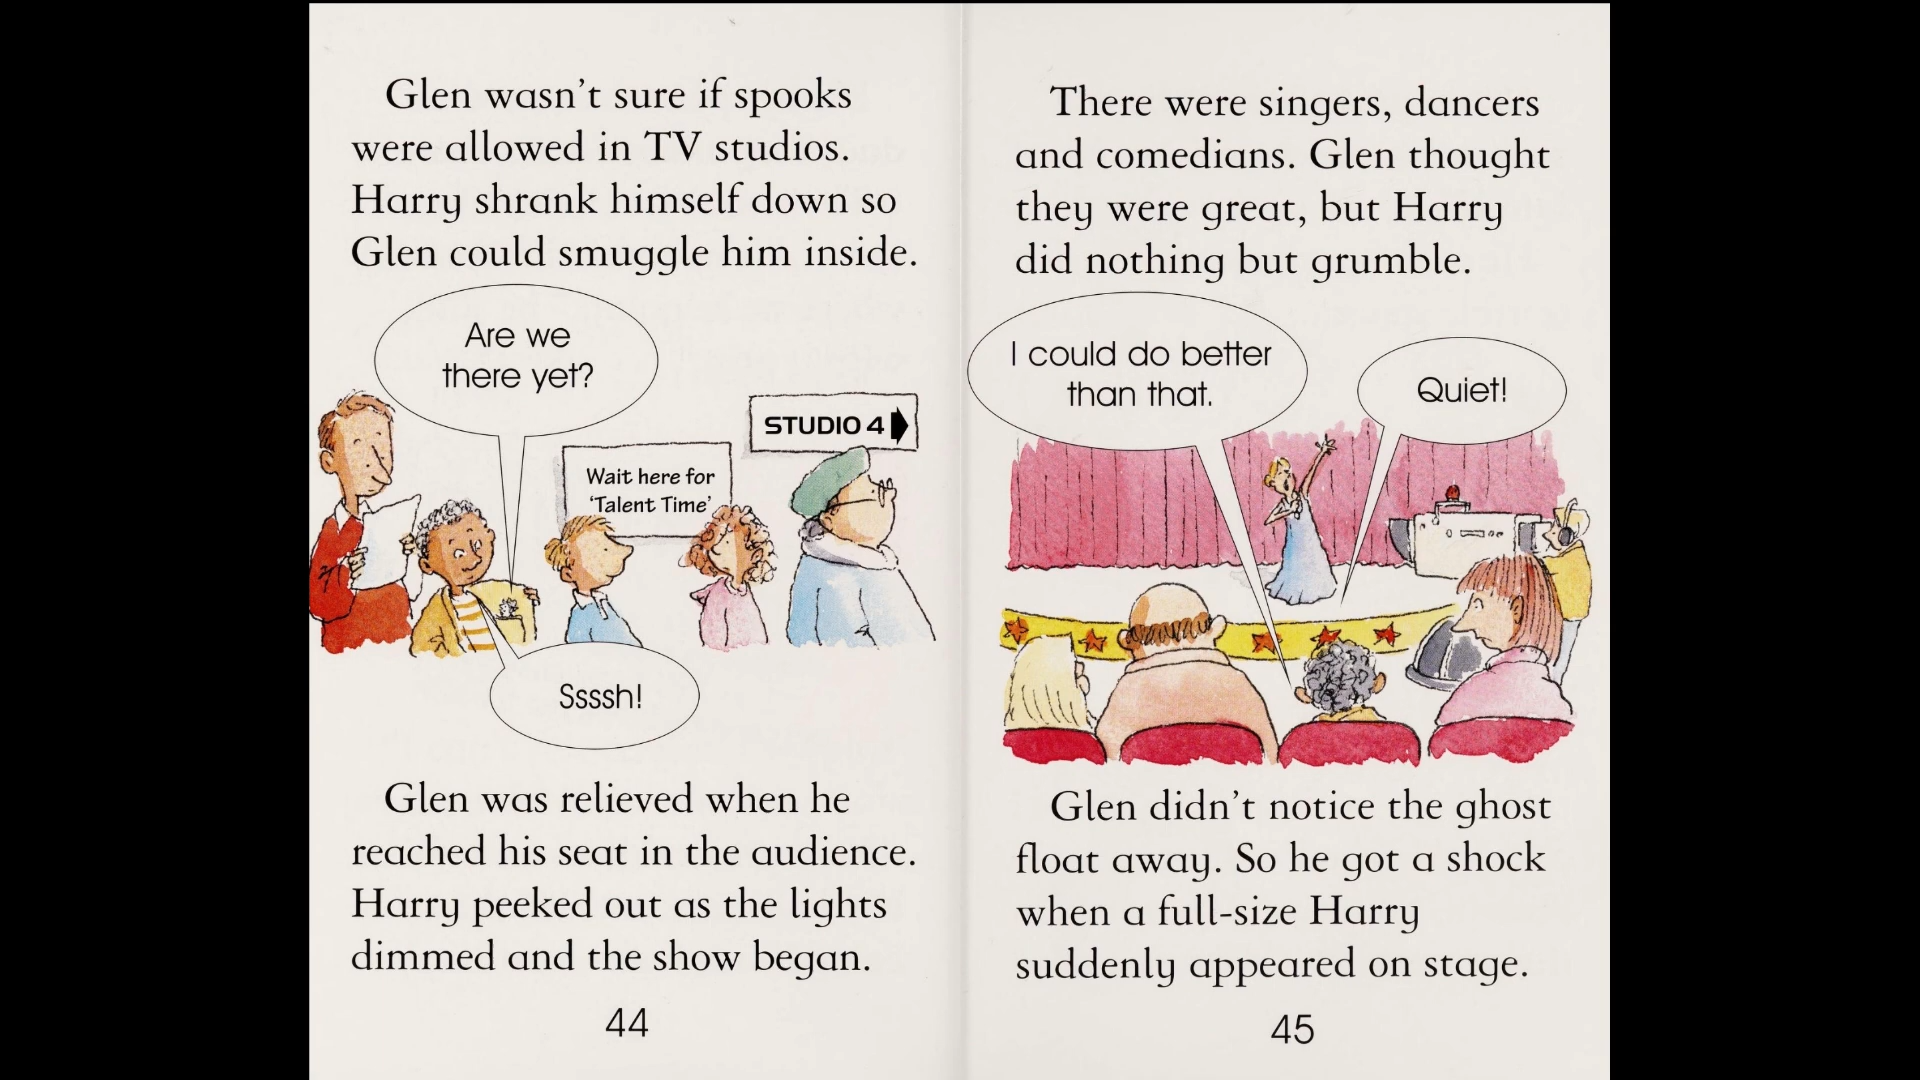 Glen wasn't sure if spooks
were allowed in TV studios.
Harry shrank himself down so
Glen could smuggle him inside.
Are we
there yet?
STUDIO 4
Wait here for
'Talent Time'
Ssssh!
Glen was relieved when he
reached his seat in the audience.
Harry peeked out as the lights
dimmed and the show began.
44
There were singers, dancers
and comedians. Glen thought
they were great, but Harry
did nothing but grumble.
I could do better
than that.
Quiet!
Glen didn't notice the ghost
float away. So he got a shock
when a full-size Harry
suddenly appeared on stage.
45